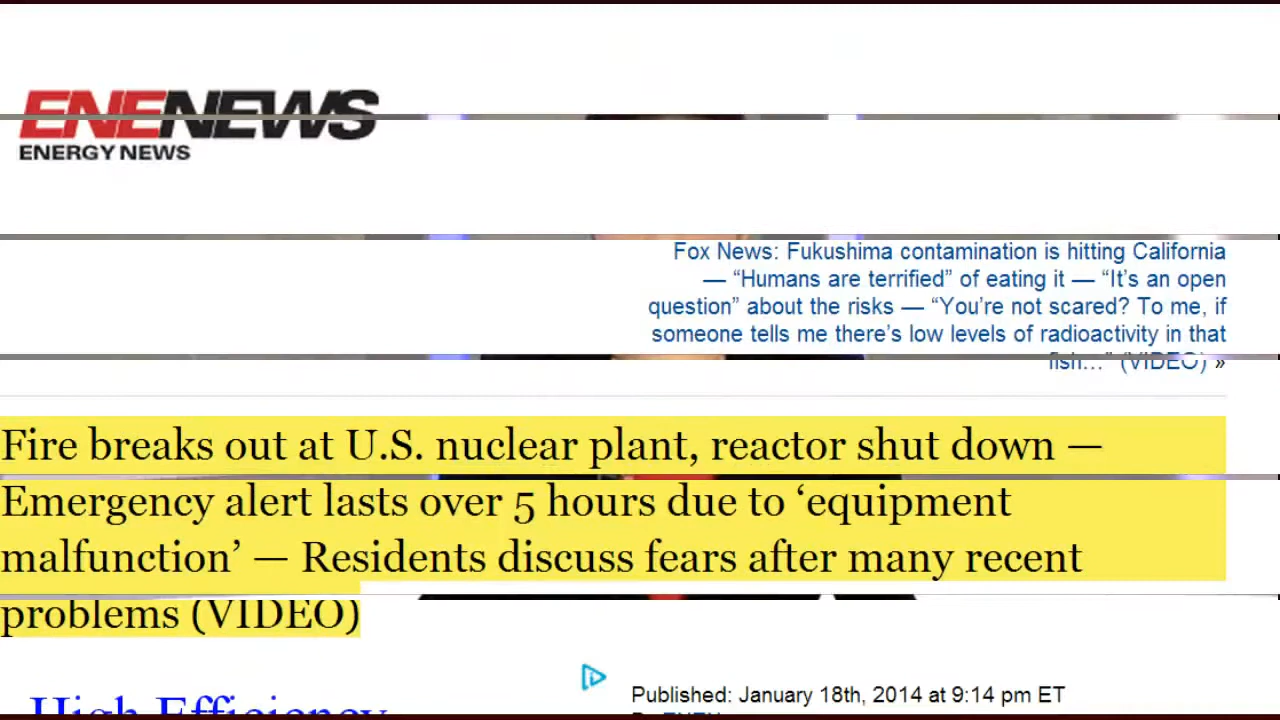 ENENEWS
ENERGY NEWS
Fox News: Fukushima contamination is hitting California
— “Humans are terrified” of eating it — “It’s an open
question” about the risks — “You’re not scared? To me, if
someone tells me there’s low levels of radioactivity in that
fish…” (VIDEO) »
Fire breaks out at U.S. nuclear plant, reactor shut down —
Emergency alert lasts over 5 hours due to ‘equipment
malfunction’ — Residents discuss fears after many recent
problems (VIDEO)
High Efficiency
Published: January 18th, 2014 at 9:14 pm ET